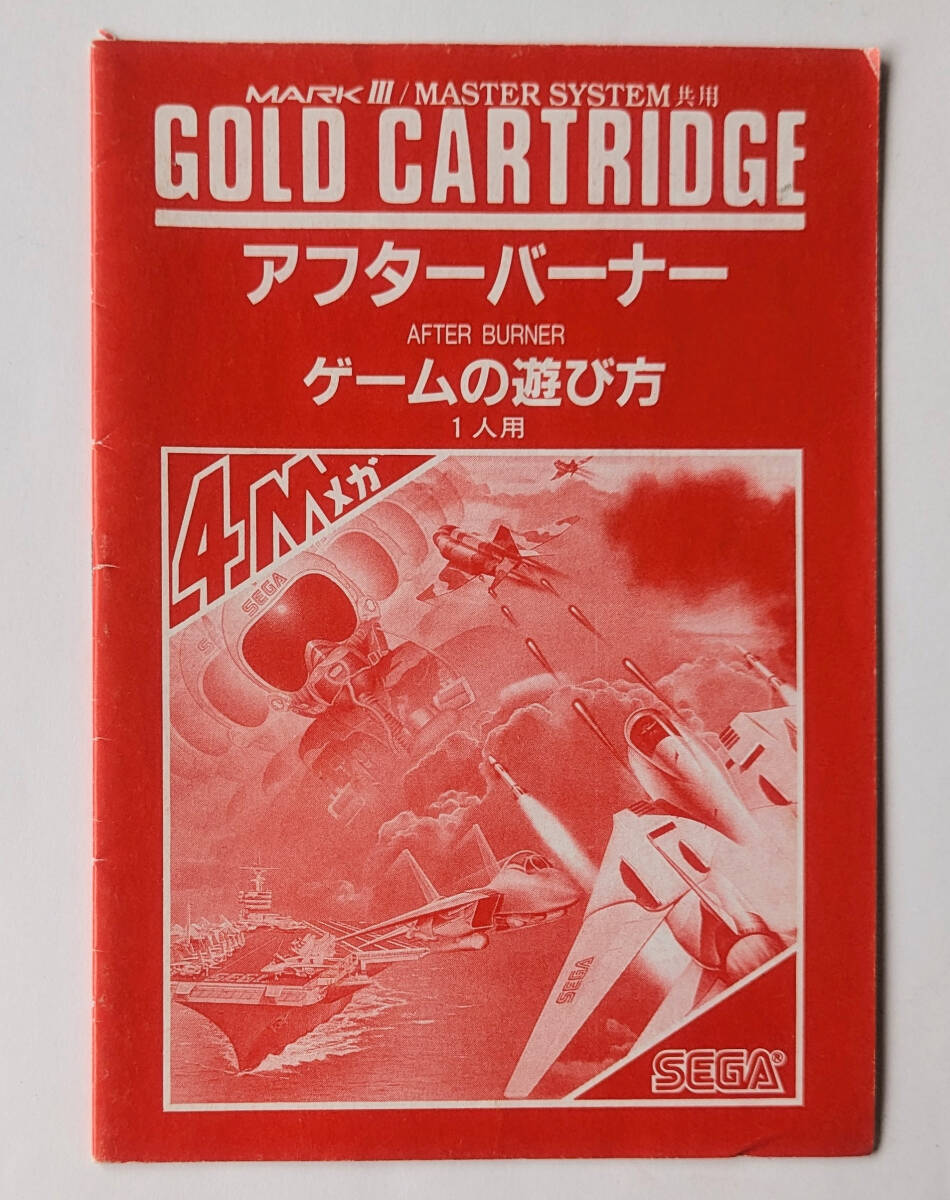 MARK III / MASTER SYSTEM 共用
GOLD CARTRIDGE
アフターバーナー
AFTER BURNER
ゲームの遊び方
1人用
4Mメガ
SEGA
SEGA
SEGA®